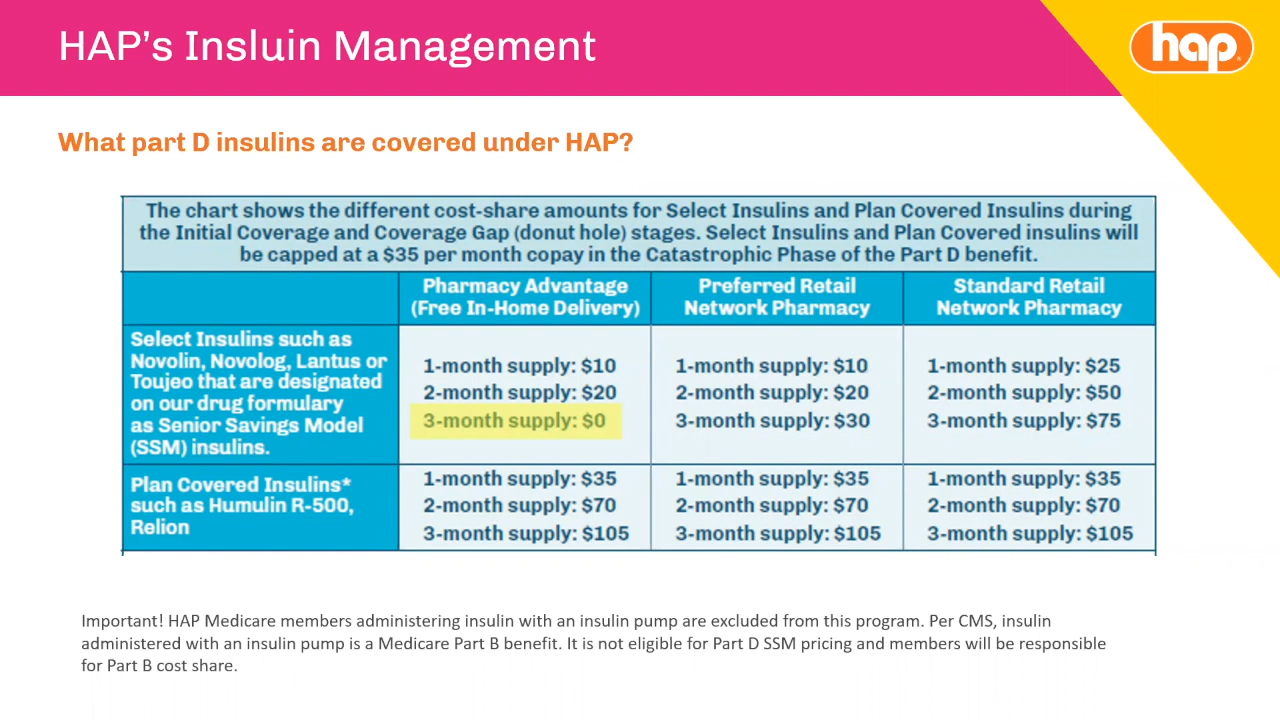 HAP’s Insluin Management
hap
What part D insulins are covered under HAP?
The chart shows the different cost-share amounts for Select Insulins and Plan Covered Insulins during
the Initial Coverage and Coverage Gap (donut hole) stages. Select Insulins and Plan Covered insulins will
be capped at a $35 per month copay in the Catastrophic Phase of the Part D benefit.
Pharmacy Advantage
(Free In-Home Delivery)
Preferred Retail
Network Pharmacy
Standard Retail
Network Pharmacy
Select Insulins such as
Novolin, Novolog, Lantus or
Toujeo that are designated
on our drug formulary
as Senior Savings Model
(SSM) insulins.
1-month supply: $10
2-month supply: $20
3-month supply: $0
1-month supply: $10
2-month supply: $20
3-month supply: $30
1-month supply: $25
2-month supply: $50
3-month supply: $75
Plan Covered Insulins*
such as Humulin R-500,
Relion
1-month supply: $35
2-month supply: $70
3-month supply: $105
1-month supply: $35
2-month supply: $70
3-month supply: $105
1-month supply: $35
2-month supply: $70
3-month supply: $105
Important! HAP Medicare members administering insulin with an insulin pump are excluded from this program. Per CMS, insulin
administered with an insulin pump is a Medicare Part B benefit. It is not eligible for Part D SSM pricing and members will be responsible
for Part B cost share.